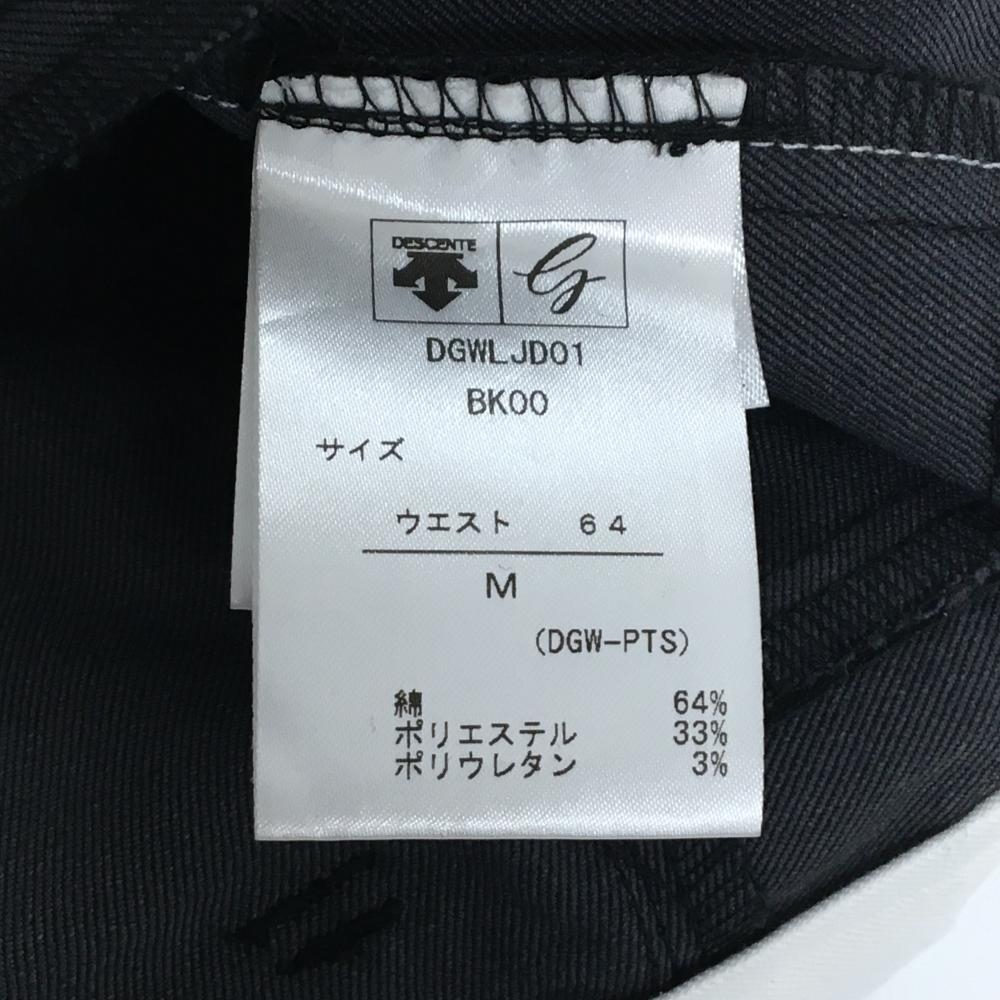 DESCENTE
DGWLJD01
BK00
サイズ
ウエスト 64
M
(DGW-PTS)
綿 64%
ポリエステル 33%
ポリウレタン 3%